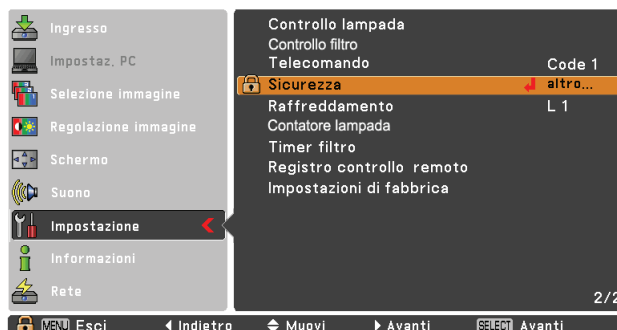 Ingresso
Impostaz. PC
Selezione immagine
Regolazione immagine
Schermo
Suono
Impostazione
Informazioni
Rete
Controllo lampada
Controllo filtro
Telecomando Code 1
Sicurezza altro...
Raffreddamento L 1
Contatore lampada
Timer filtro
Registro controllo remoto
Impostazioni di fabbrica
2/2
MENU Esci Indietro Muovi Avanti SELECT Avanti